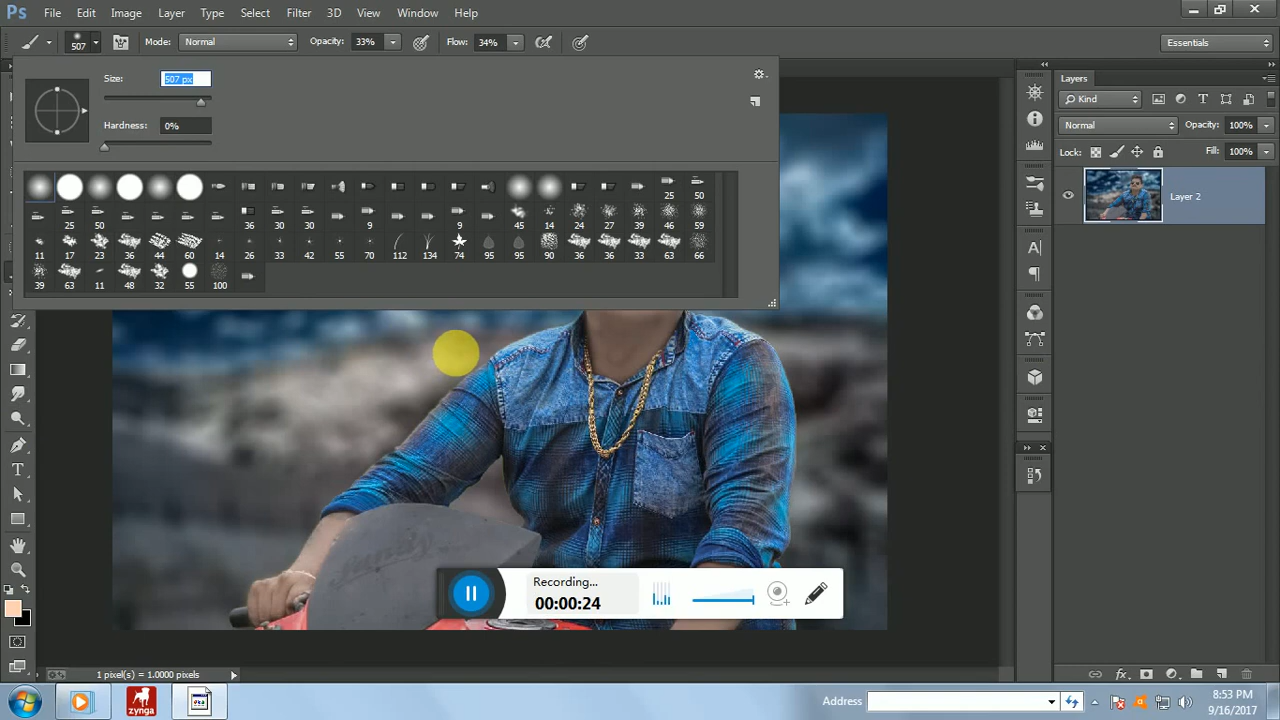 Ps File Edit Image Layer Type Select Filter 3D View Window Help
507 Mode: Normal Opacity: 33% Flow: 34% Essentials
Size: 507 px
Hardness: 0%
25 50
25 50 36 30 30 9 9 45 14 24 27 39 46 59
11 17 23 36 44 60 14 26 33 42 55 70 112 134 74 95 95 90 36 36 33 63 66
39 63 11 48 32 55 100
Layers
Kind T
Normal Opacity: 100%
Lock: Fill: 100%
Layer 2
A
T
Recording...
00:00:24
1 pixel(s) = 1.0000 pixels
zynga
Address
8:53 PM
9/16/2017